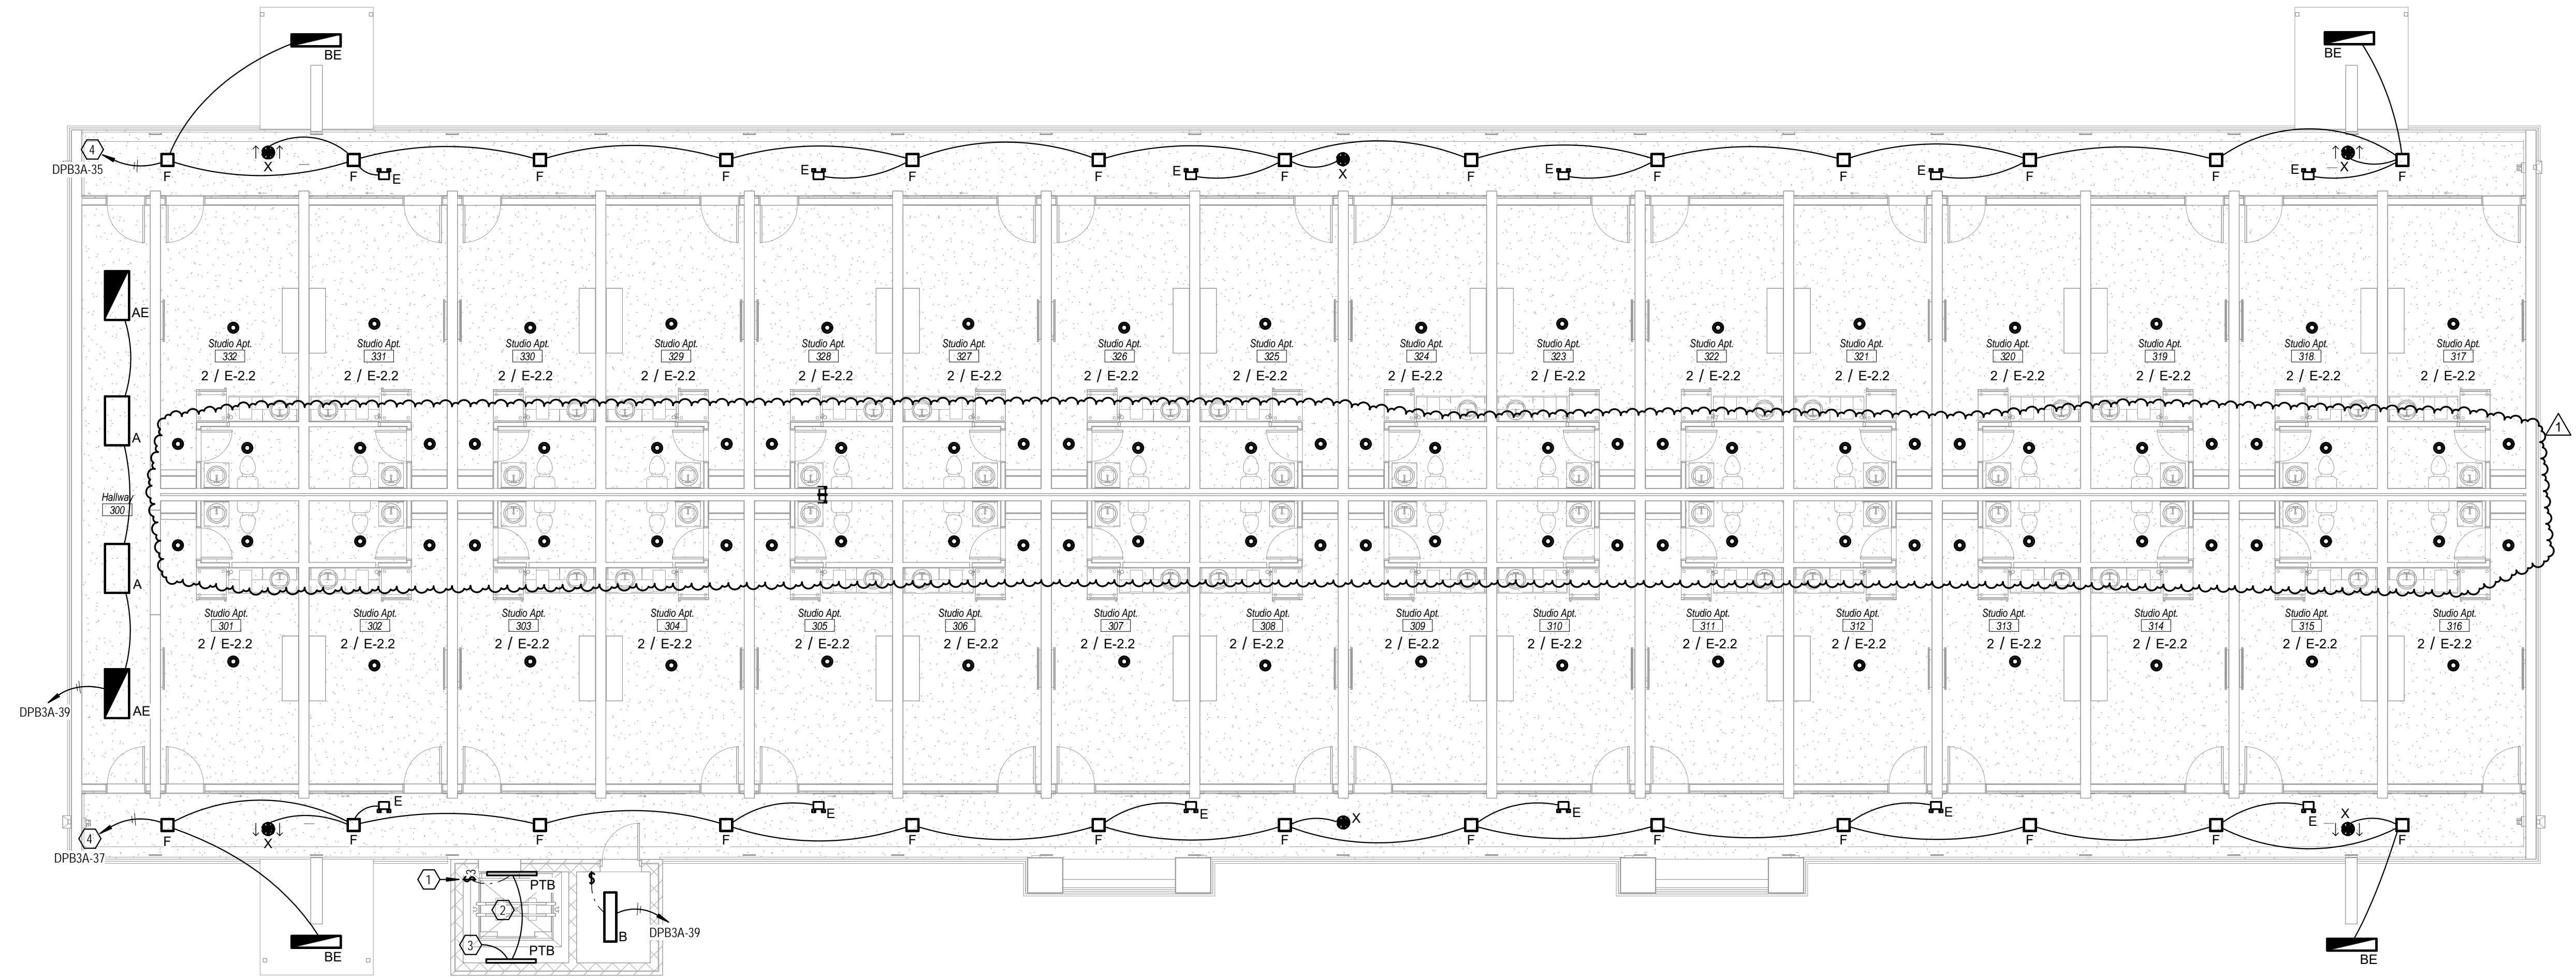 BE
BE
4
DPB3A-35
F
X
F
E
F
F
E
F
F
E
F
X
F
E
F
F
E
F
F
E
X
F
AE
Studio Apt.
332
2 / E-2.2
Studio Apt.
331
2 / E-2.2
Studio Apt.
330
2 / E-2.2
Studio Apt.
329
2 / E-2.2
Studio Apt.
328
2 / E-2.2
Studio Apt.
327
2 / E-2.2
Studio Apt.
326
2 / E-2.2
Studio Apt.
325
2 / E-2.2
Studio Apt.
324
2 / E-2.2
Studio Apt.
323
2 / E-2.2
Studio Apt.
322
2 / E-2.2
Studio Apt.
321
2 / E-2.2
Studio Apt.
320
2 / E-2.2
Studio Apt.
319
2 / E-2.2
Studio Apt.
318
2 / E-2.2
Studio Apt.
317
2 / E-2.2
1
A
Hallway
300
A
Studio Apt.
301
2 / E-2.2
Studio Apt.
302
2 / E-2.2
Studio Apt.
303
2 / E-2.2
Studio Apt.
304
2 / E-2.2
Studio Apt.
305
2 / E-2.2
Studio Apt.
306
2 / E-2.2
Studio Apt.
307
2 / E-2.2
Studio Apt.
308
2 / E-2.2
Studio Apt.
309
2 / E-2.2
Studio Apt.
310
2 / E-2.2
Studio Apt.
311
2 / E-2.2
Studio Apt.
312
2 / E-2.2
Studio Apt.
313
2 / E-2.2
Studio Apt.
314
2 / E-2.2
Studio Apt.
315
2 / E-2.2
Studio Apt.
316
2 / E-2.2
DPB3A-39
AE
4
DPB3A-37
F
X
F
E
F
F
E
F
F
E
F
X
F
E
F
F
E
F
F
E
X
F
1
$3
PTB
$
2
3
PTB
B
DPB3A-39
BE
BE